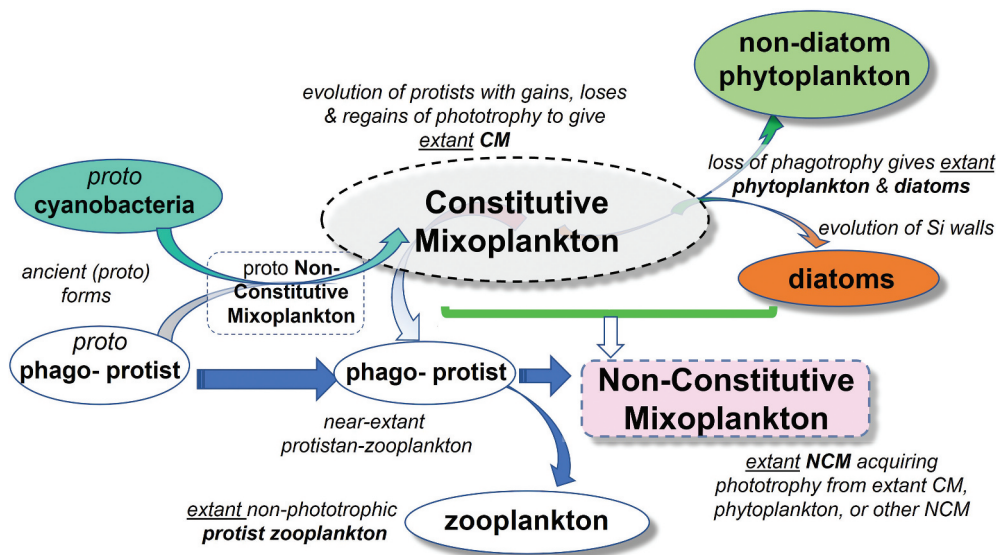 non-diatom
phytoplankton
evolution of protists with gains, loses
& regains of phototrophy to give
extant CM
loss of phagotrophy gives extant
phytoplankton & diatoms
proto
cyanobacteria
Constitutive
Mixoplankton
evolution of Si walls
ancient (proto)
forms
proto Non-
Constitutive
Mixoplankton
diatoms
proto
phago- protist
phago- protist
Non-Constitutive
Mixoplankton
near-extant
protistan-zooplankton
extant NCM acquiring
phototrophy from extant CM,
phytoplankton, or other NCM
extant non-phototrophic
protist zooplankton
zooplankton